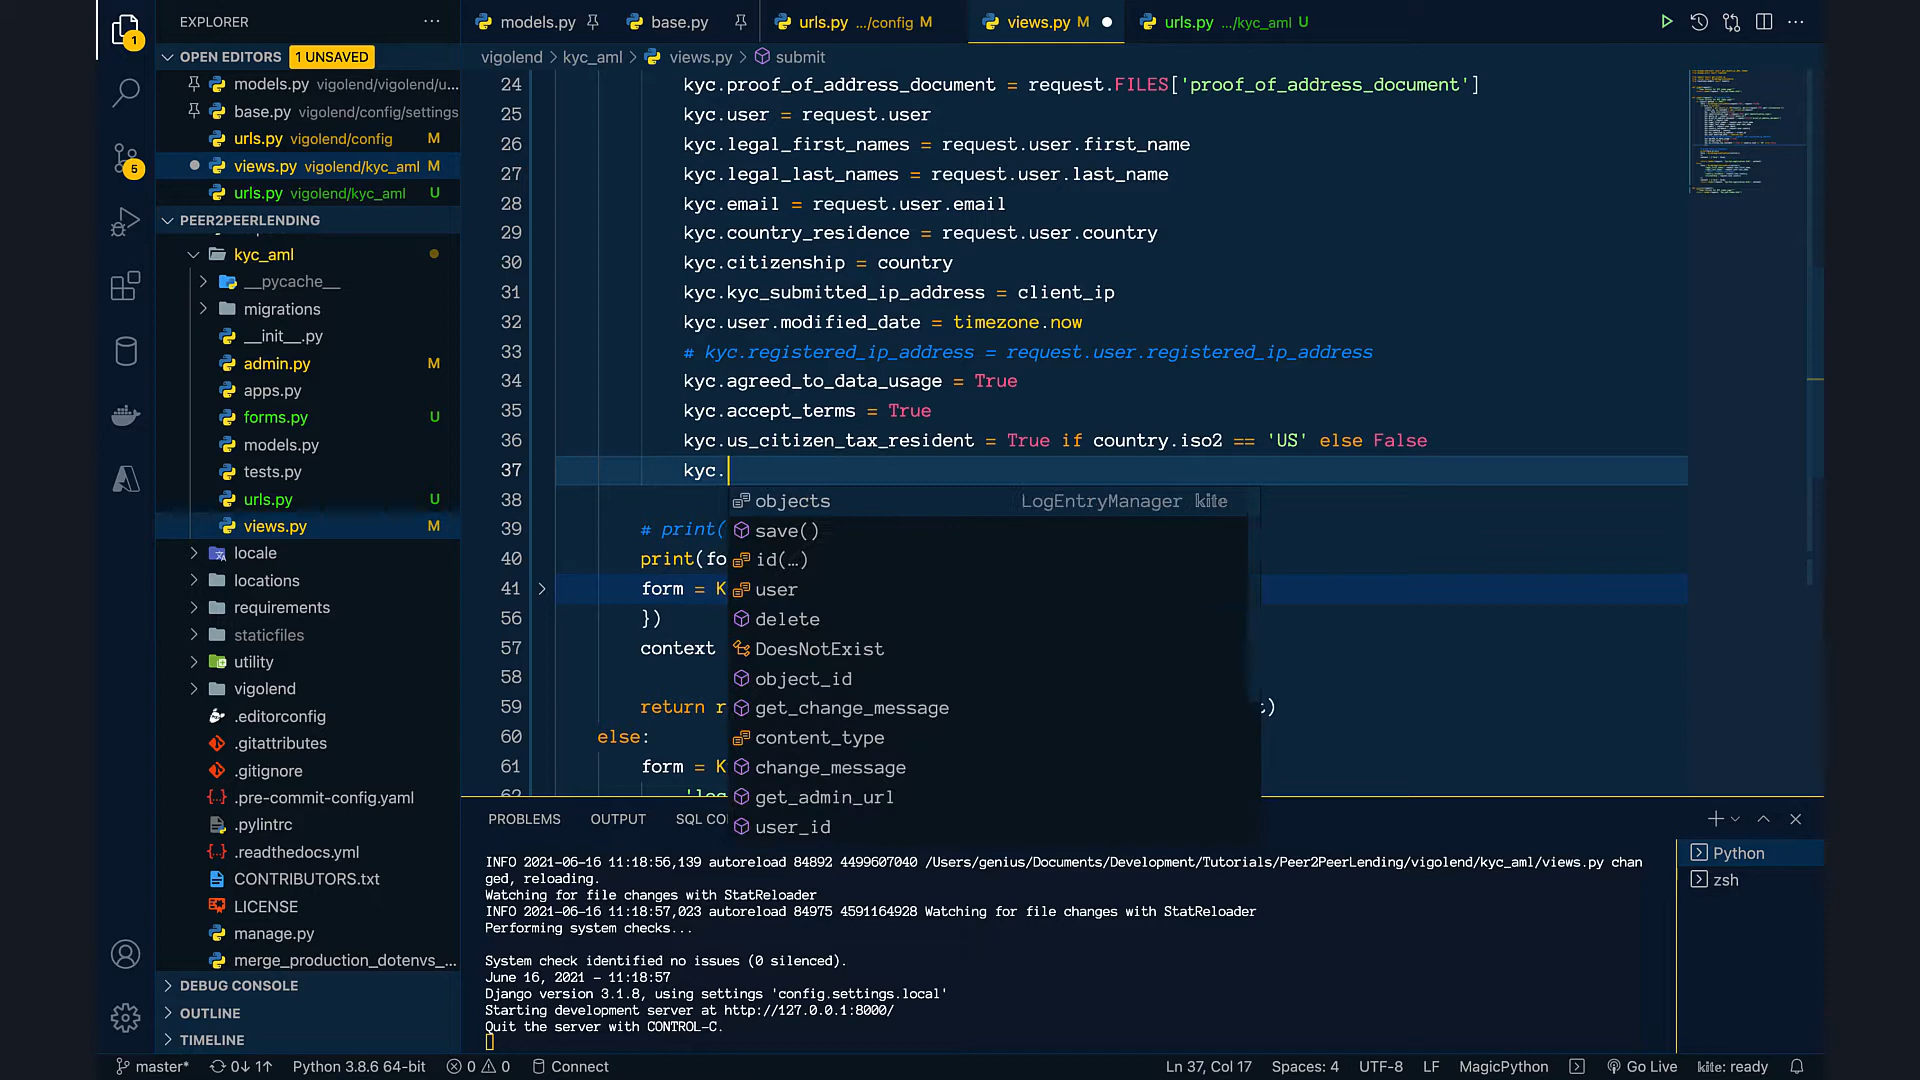 EXPLORER
models.py
base.py
urls.py .../config M
views.py M
urls.py .../kyc_aml U
OPEN EDITORS 1 UNSAVED
vigolend > kyc_aml > views.py > submit
models.py vigolend/vigolend/u...
base.py vigolend/config/settings
urls.py vigolend/config M
views.py vigolend/kyc_aml M
urls.py vigolend/kyc_aml U
PEER2PEERLENDING
kyc_aml
__pycache__
migrations
__init__.py
admin.py M
apps.py
forms.py U
models.py
tests.py
urls.py U
views.py M
locale
locations
requirements
staticfiles
utility
vigolend
.editorconfig
.gitattributes
.gitignore
.pre-commit-config.yaml
.pylintrc
.readthedocs.yml
CONTRIBUTORS.txt
LICENSE
manage.py
merge_production_dotenvs_...
DEBUG CONSOLE
OUTLINE
TIMELINE
1
5
24 kyc.proof_of_address_document = request.FILES['proof_of_address_document']
25 kyc.user = request.user
26 kyc.legal_first_names = request.user.first_name
27 kyc.legal_last_names = request.user.last_name
28 kyc.email = request.user.email
29 kyc.country_residence = request.user.country
30 kyc.citizenship = country
31 kyc.kyc_submitted_ip_address = client_ip
32 kyc.user.modified_date = timezone.now
33 # kyc.registered_ip_address = request.user.registered_ip_address
34 kyc.agreed_to_data_usage = True
35 kyc.accept_terms = True
36 kyc.us_citizen_tax_resident = True if country.iso2 == 'US' else False
37 kyc.
38
39 # print(
40 print(fo
41 form = K
56 })
57 context
58
59 return r t)
60 else:
61 form = K
62 'leg
objects LogEntryManager kite
save()
id(…)
user
delete
DoesNotExist
object_id
get_change_message
content_type
change_message
get_admin_url
user_id
PROBLEMS OUTPUT SQL CO
INFO 2021-06-16 11:18:56,139 autoreload 84892 4499607040 /Users/genius/Documents/Development/Tutorials/Peer2PeerLending/vigolend/kyc_aml/views.py chan
ged, reloading.
Watching for file changes with StatReloader
INFO 2021-06-16 11:18:57,023 autoreload 84975 4591164928 Watching for file changes with StatReloader
Performing system checks...
System check identified no issues (0 silenced).
June 16, 2021 - 11:18:57
Django version 3.1.8, using settings 'config.settings.local'
Starting development server at http://127.0.0.1:8000/
Quit the server with CONTROL-C.
Python
zsh
master* 0↓ 1↑ Python 3.8.6 64-bit 0 0 Connect
Ln 37, Col 17 Spaces: 4 UTF-8 LF MagicPython Go Live kite: ready